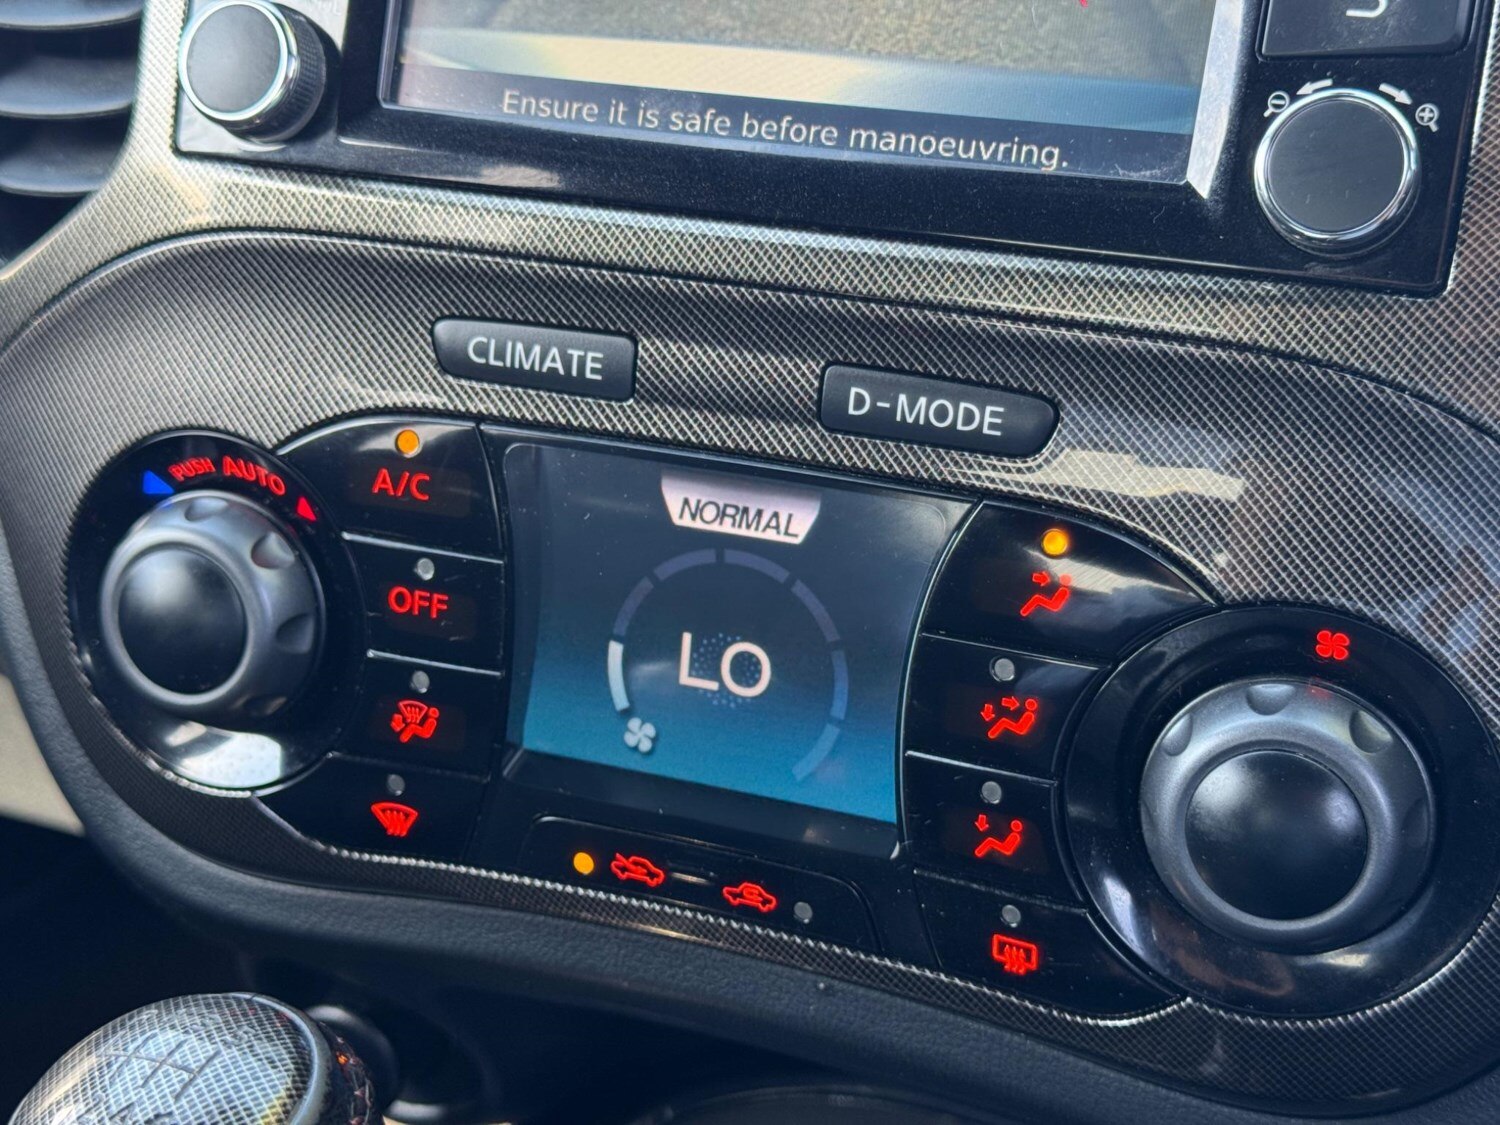 Ensure it is safe before manoeuvring.
CLIMATE
D-MODE
PUSH AUTO
A/C
NORMAL
OFF
LO